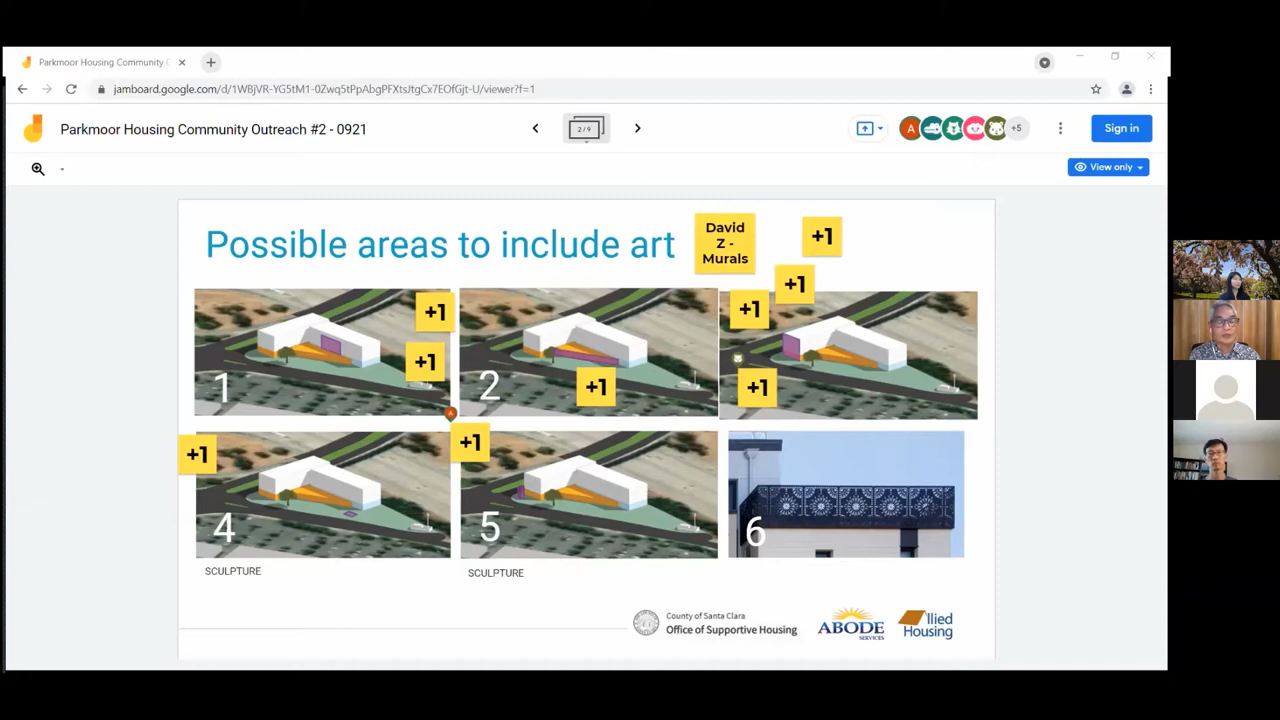 Parkmoor Housing Community O
jamboard.google.com/d/1WBjVR-YG5tM1-0Zwq5tPpAbgPFXtsJtgCx7EOfGjt-U/viewer?f=1
Parkmoor Housing Community Outreach #2 - 0921
2/9
A
+5
Sign in
View only
Possible areas to include art
David
Z -
Murals
+1
+1
+1
+1
+1
+1
+1
1
2
A
+1
+1
4
5
6
SCULPTURE
SCULPTURE
County of Santa Clara
Office of Supportive Housing
ABODE
SERVICES
llied
Housing